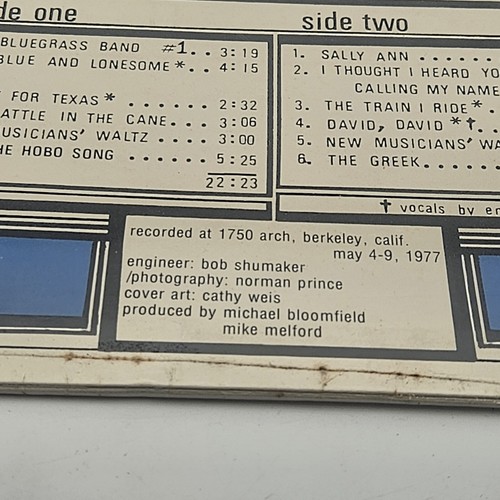 de one
BLUEGRASS BAND #1.. 3:19
BLUE AND LONESOME*.. 4:15
FOR TEXAS* ...... 2:32
ATTLE IN THE CANE.. 3:06
USICIANS' WALTZ .... 3:00
HE HOBO SONG ...... 5:25
22:23
side two
1. SALLY ANN ......
2. I THOUGHT I HEARD YO
CALLING MY NAME
3. THE TRAIN I RIDE*..
4. DAVID, DAVID *†....
5. NEW MUSICIANS' WA
6. THE GREEK......
† vocals by er
recorded at 1750 arch, berkeley, calif.
may 4-9, 1977
engineer: bob shumaker
/photography: norman prince
cover art: cathy weis
produced by michael bloomfield
mike melford